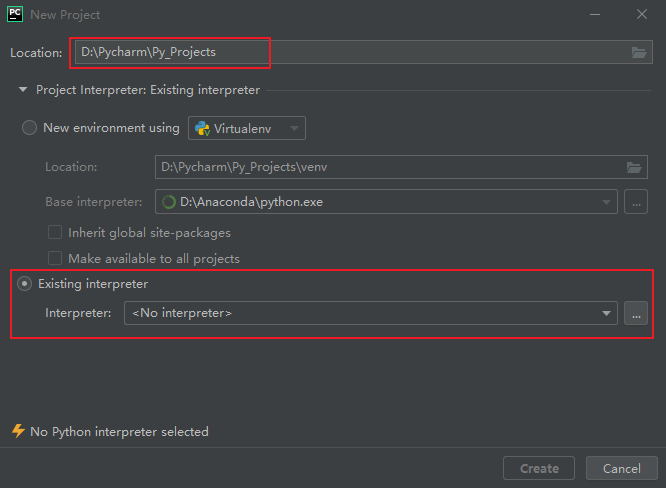 PC New Project
Location: D:\Pycharm\Py_Projects
Project Interpreter: Existing interpreter
New environment using Virtualenv
Location: D:\Pycharm\Py_Projects\venv
Base interpreter: D:\Anaconda\python.exe ...
Inherit global site-packages
Make available to all projects
Existing interpreter
Interpreter: <No interpreter> ...
No Python interpreter selected
Create Cancel